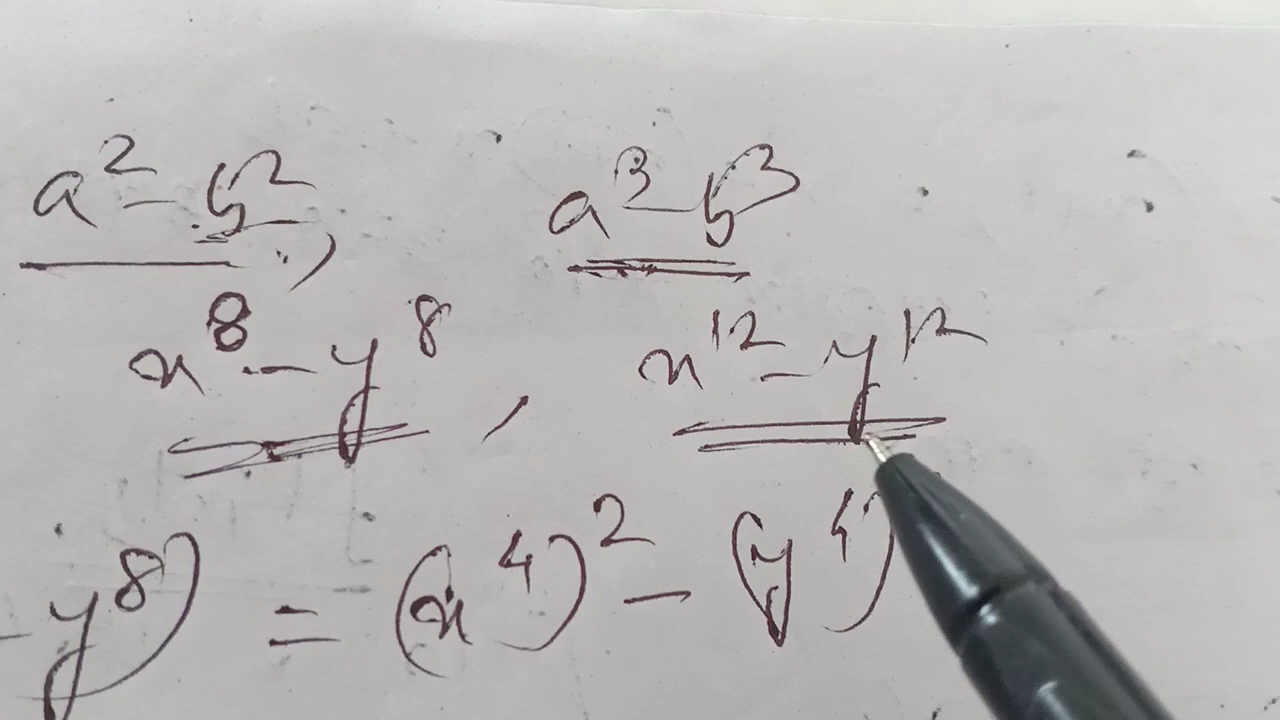 a² - b², a³ - b³
x⁸ - y⁸, x¹² - y¹²
- y⁸) = (x⁴)² - (y⁴)